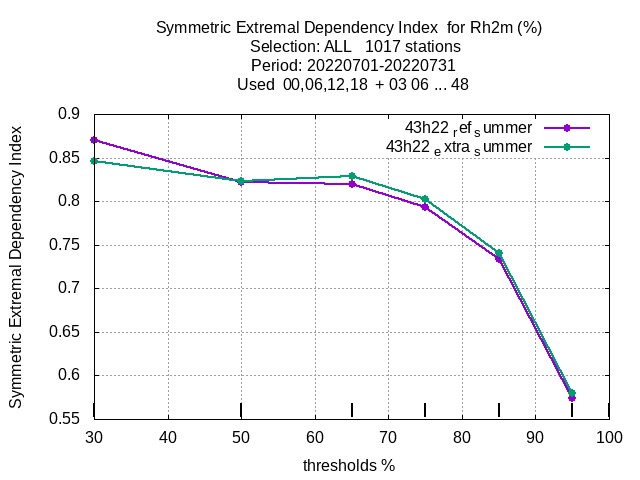 Symmetric Extremal Dependency Index  for Rh2m (%)
Selection: ALL   1017 stations
Period: 20220701-20220731
Used  00,06,12,18  + 03 06 ... 48
0.9
43h22 ref summer
0.85
43h22 extra summer
0.8
0.75
0.7
0.65
0.6
0.55
Symmetric Extremal Dependency Index
30 40 50 60 70 80 90 100
thresholds %